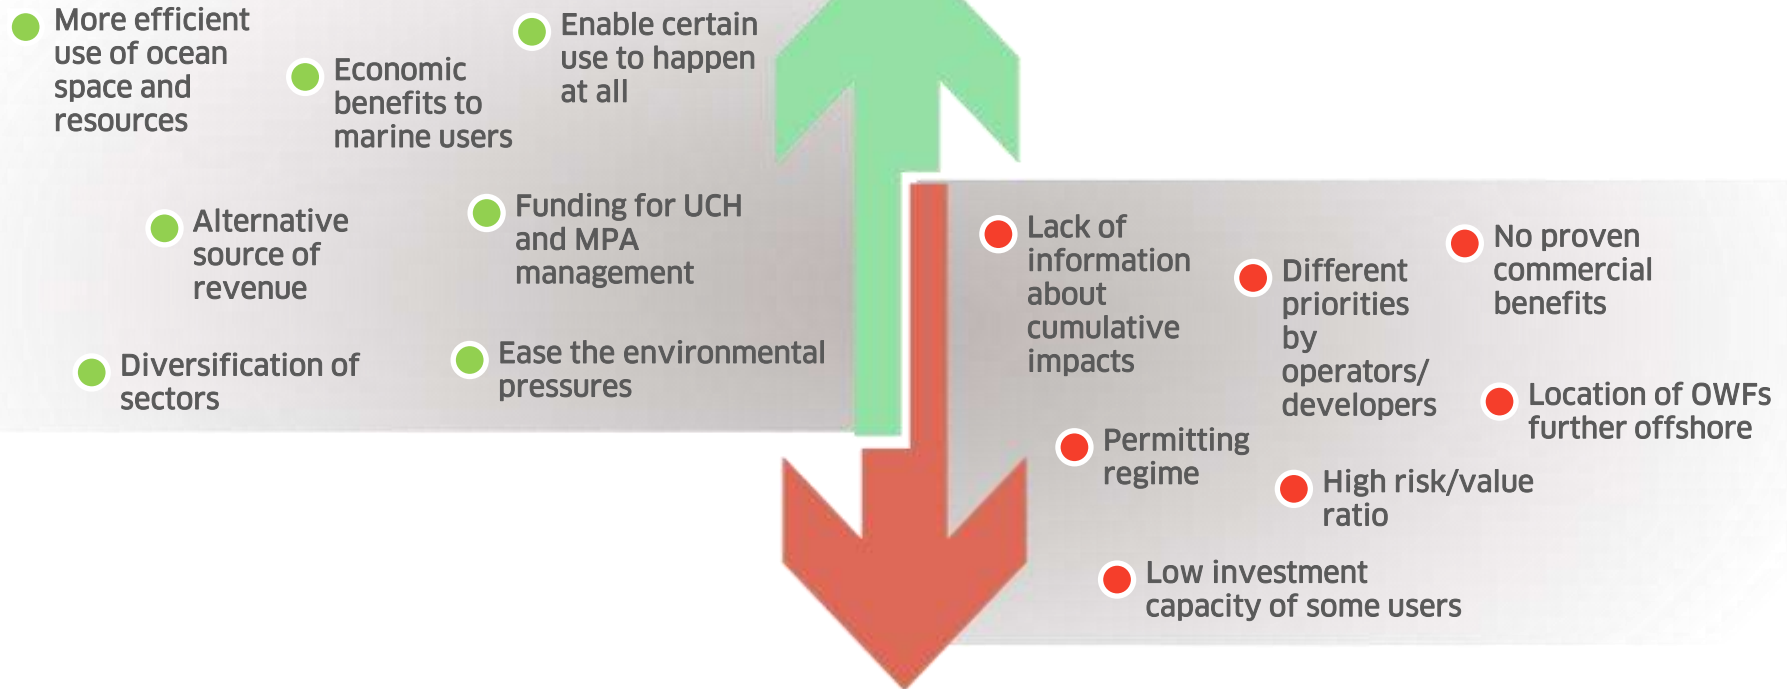 More efficient
use of ocean
space and
resources
Economic
benefits to
marine users
Enable certain
use to happen
at all
Alternative
source of
revenue
Funding for UCH
and MPA
management
Diversification of
sectors
Ease the environmental
pressures
Lack of
information
about
cumulative
impacts
Different
priorities
by
operators/
developers
No proven
commercial
benefits
Location of OWFs
further offshore
Permitting
regime
High risk/value
ratio
Low investment
capacity of some users